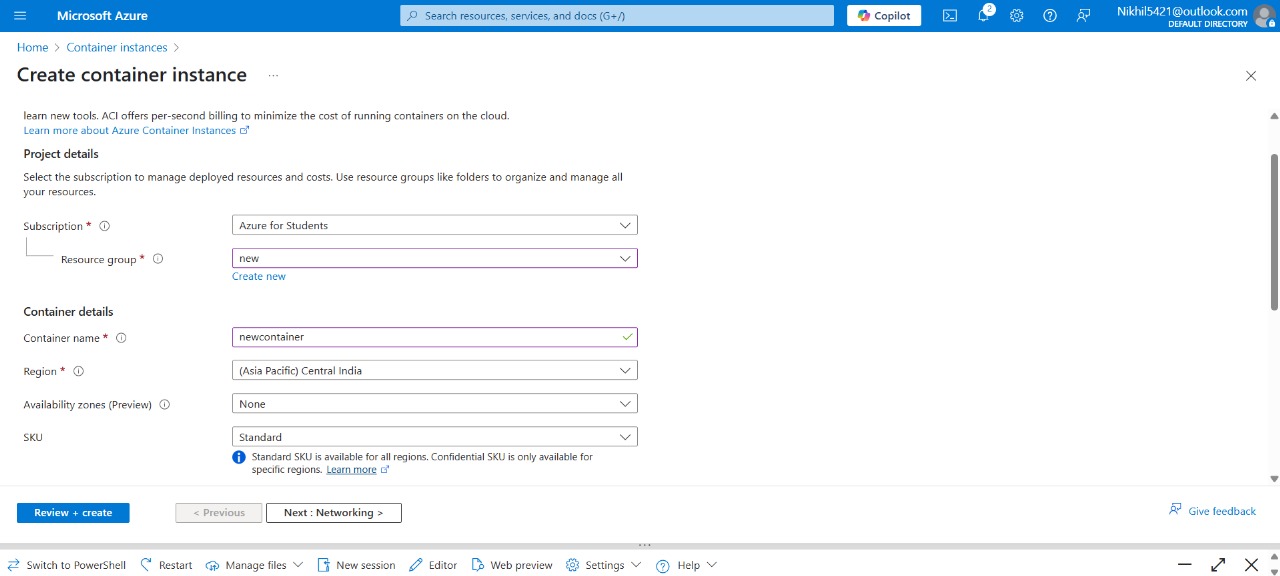 Microsoft Azure
Search resources, services, and docs (G+/)
Copilot
2
Nikhil5421@outlook.com
DEFAULT DIRECTORY
Home > Container instances >
Create container instance ...
learn new tools. ACI offers per-second billing to minimize the cost of running containers on the cloud.
Learn more about Azure Container Instances
Project details
Select the subscription to manage deployed resources and costs. Use resource groups like folders to organize and manage all
your resources.
Subscription *
Azure for Students
Resource group *
new
Create new
Container details
Container name *
newcontainer
Region *
(Asia Pacific) Central India
Availability zones (Preview)
None
SKU
Standard
Standard SKU is available for all regions. Confidential SKU is only available for
specific regions. Learn more
Review + create
< Previous
Next : Networking >
Give feedback
Switch to PowerShell
Restart
Manage files
New session
Editor
Web preview
Settings
Help